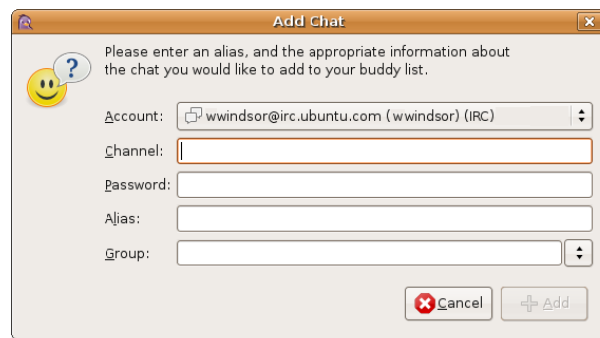 Add Chat
Please enter an alias, and the appropriate information about
the chat you would like to add to your buddy list.
Account: wwindsor@irc.ubuntu.com (wwindsor) (IRC)
Channel:
Password:
Alias:
Group:
Cancel Add